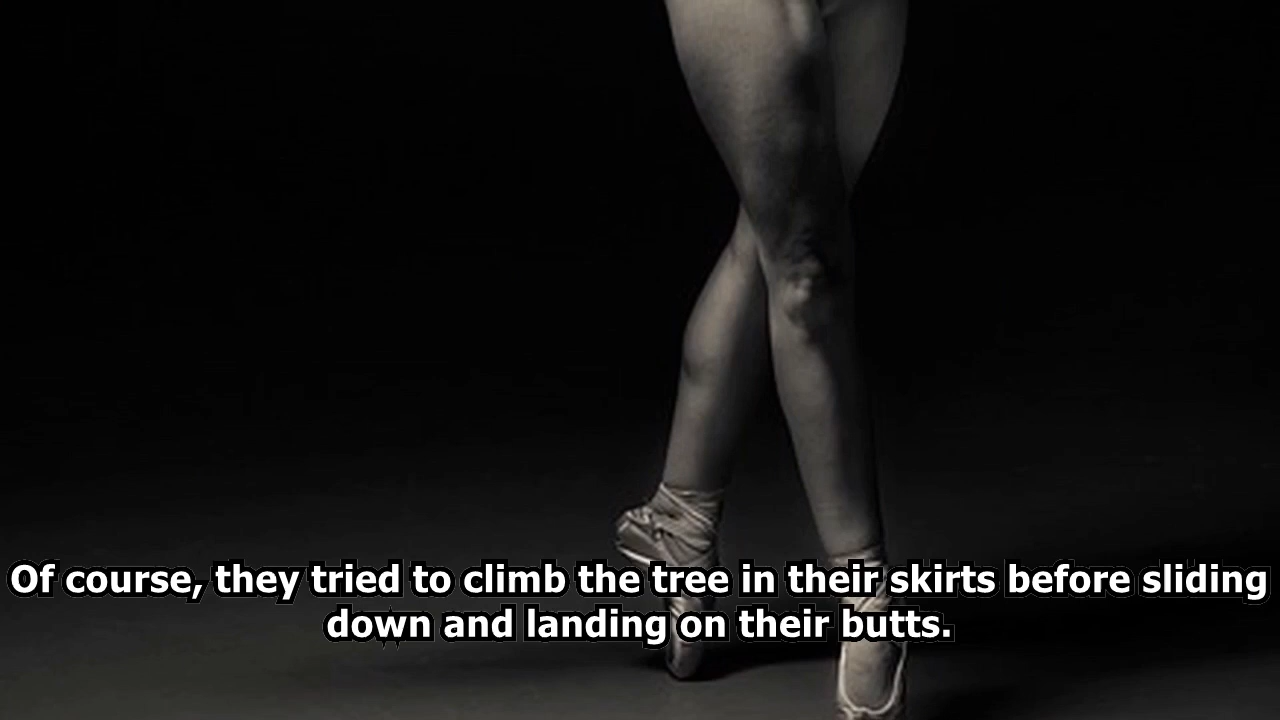 Of course, they tried to climb the tree in their skirts before sliding
down and landing on their butts.